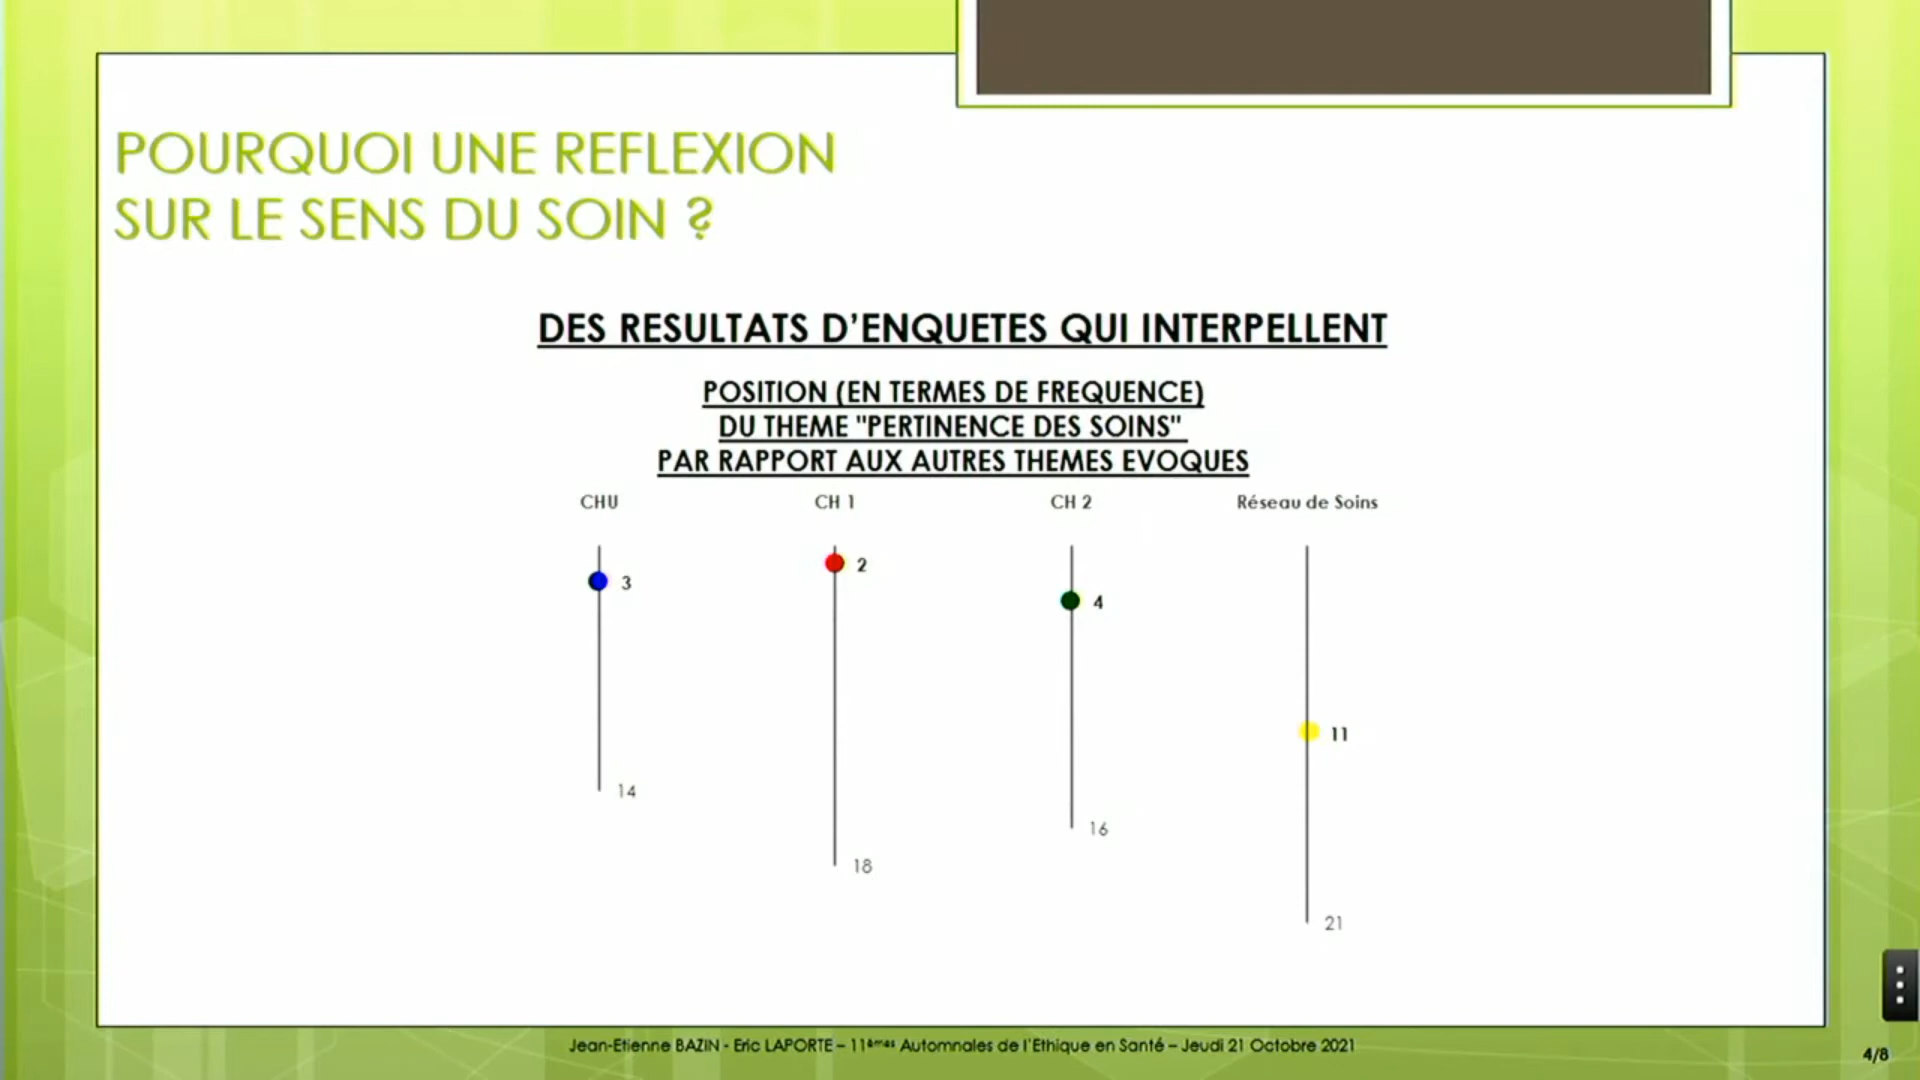 POURQUOI UNE REFLEXION
SUR LE SENS DU SOIN ?
DES RESULTATS D'ENQUETES QUI INTERPELLENT
POSITION (EN TERMES DE FREQUENCE)
DU THEME "PERTINENCE DES SOINS"
PAR RAPPORT AUX AUTRES THEMES EVOQUES
CHU
CH 1
CH 2
Réseau de Soins
3
2
4
11
14
18
16
21
Jean-Etienne BAZIN - Eric LAPORTE – 11èmes Automnales de l'Ethique en Santé – Jeudi 21 Octobre 2021
4/8